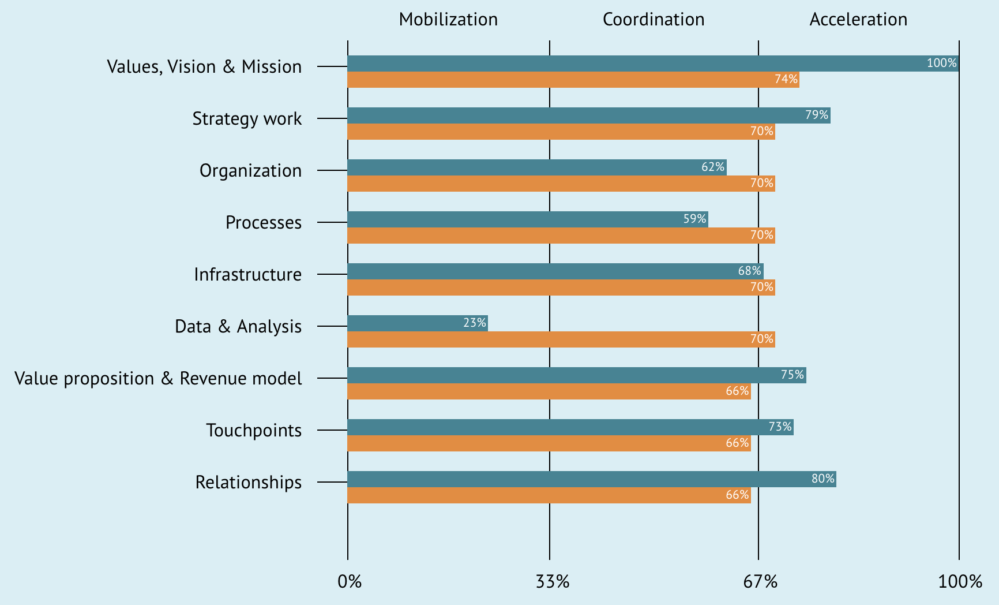 Mobilization Coordination Acceleration
Values, Vision & Mission 100%
74%
Strategy work 79%
70%
Organization 62%
70%
Processes 59%
70%
Infrastructure 68%
70%
Data & Analysis 23%
70%
Value proposition & Revenue model 75%
66%
Touchpoints 73%
66%
Relationships 80%
66%
0% 33% 67% 100%